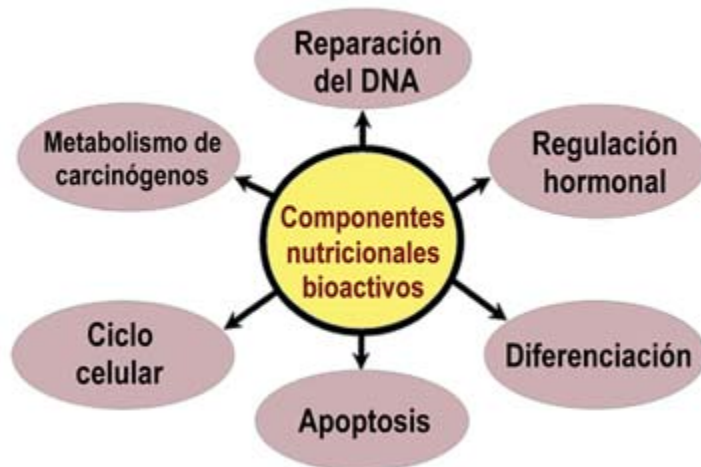 Reparación
del DNA
Metabolismo de
carcinógenos
Regulación
hormonal
Componentes
nutricionales
bioactivos
Ciclo
celular
Diferenciación
Apoptosis